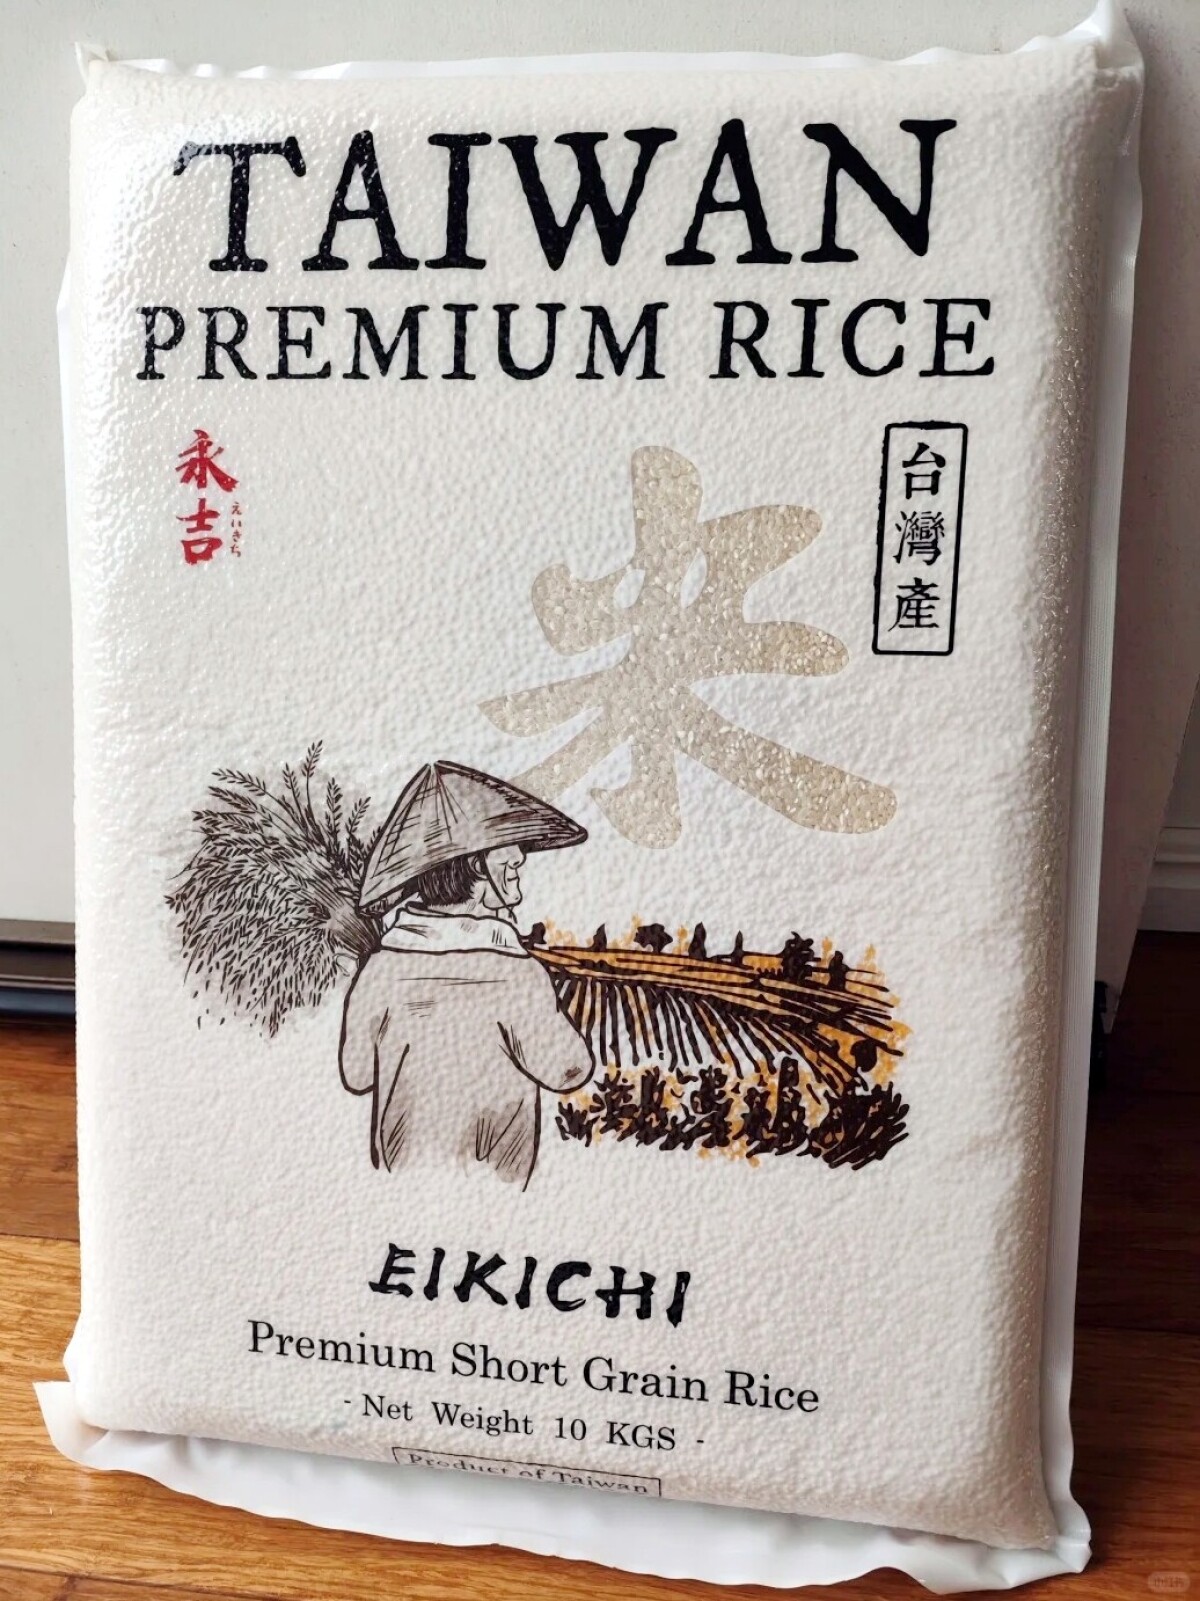 TAIWAN
PREMIUM RICE
永吉
えいきち
台灣產
米
EIKICHI
Premium Short Grain Rice
- Net Weight 10 KGS -
Product of Taiwan